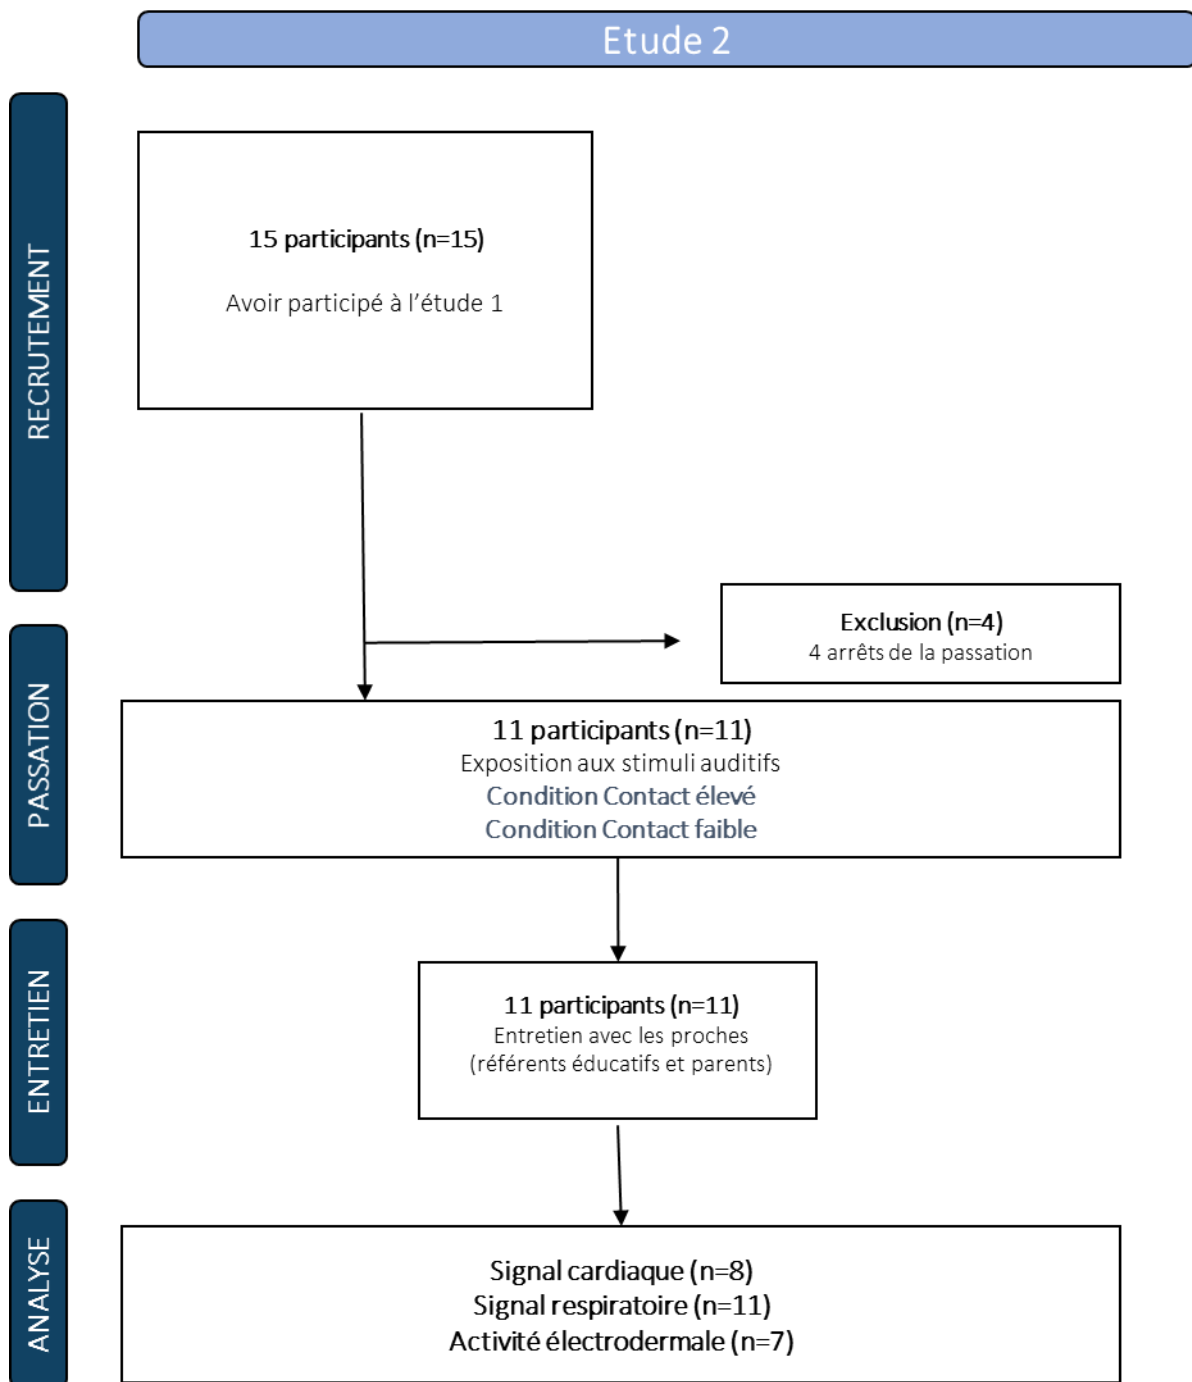 Etude 2
RECRUTEMENT
15 participants (n=15)
Avoir participé à l’étude 1
Exclusion (n=4)
4 arrêts de la passation
PASSATION
11 participants (n=11)
Exposition aux stimuli auditifs
Condition Contact élevé
Condition Contact faible
ENTRETIEN
11 participants (n=11)
Entretien avec les proches
(référents éducatifs et parents)
ANALYSE
Signal cardiaque (n=8)
Signal respiratoire (n=11)
Activité électrodermale (n=7)